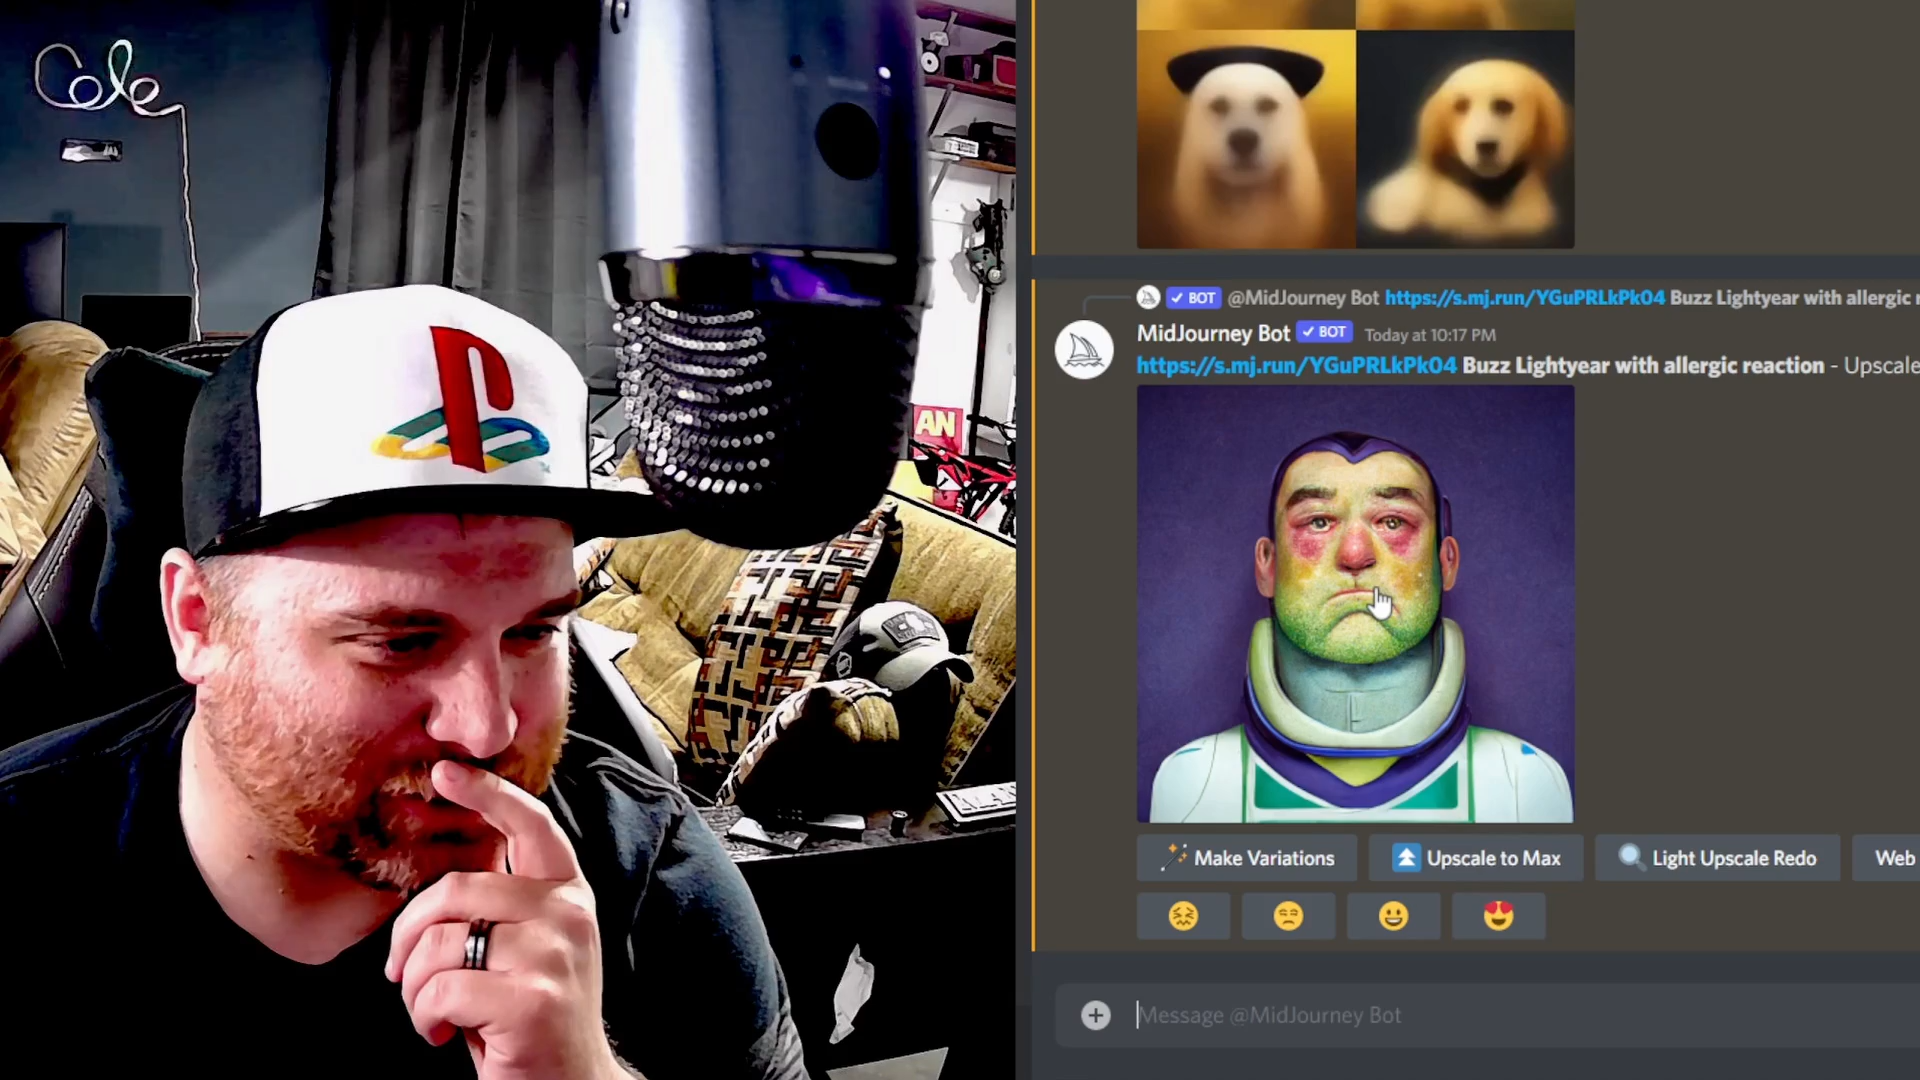 Cole
AN
BOT @MidJourney Bot https://s.mj.run/YGuPRLkPk04 Buzz Lightyear with allergic r
MidJourney Bot BOT Today at 10:17 PM
https://s.mj.run/YGuPRLkPk04 Buzz Lightyear with allergic reaction - Upscale
Make Variations
Upscale to Max
Light Upscale Redo
Web
Message @MidJourney Bot